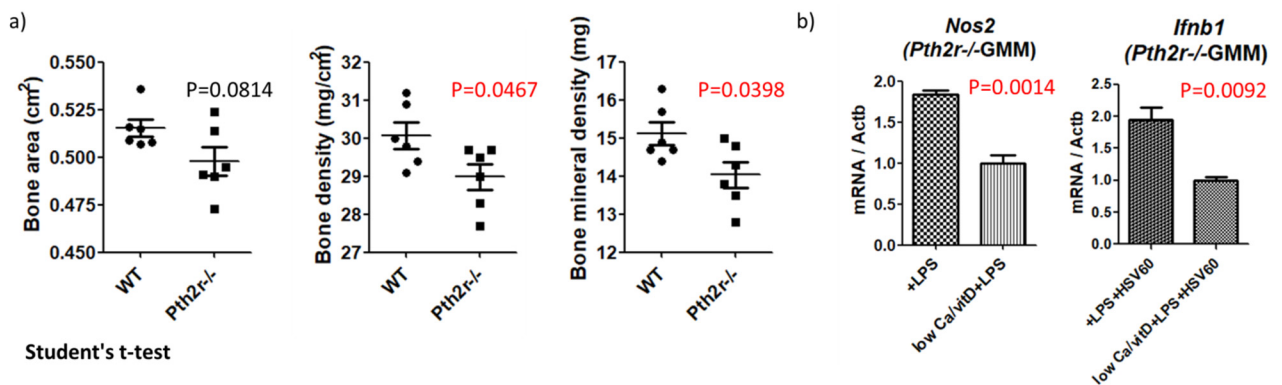 a)
Bone area (cm²)
0.550
0.525
0.500
0.475
0.450
P=0.0814
WT
Pth2r-/-
Bone density (mg/cm²)
32
31
30
29
28
27
P=0.0467
WT
Pth2r-/-
Bone mineral density (mg)
17
16
15
14
13
12
P=0.0398
WT
Pth2r-/-
Student's t-test
b)
Nos2
(Pth2r-/-GMM)
mRNA / Actb
2.0
1.5
1.0
0.5
0.0
P=0.0014
+LPS
low Ca/vitD+LPS
Ifnb1
(Pth2r-/-GMM)
mRNA / Actb
2.5
2.0
1.5
1.0
0.5
0.0
P=0.0092
+LPS+HSV60
low Ca/vitD+LPS+HSV60